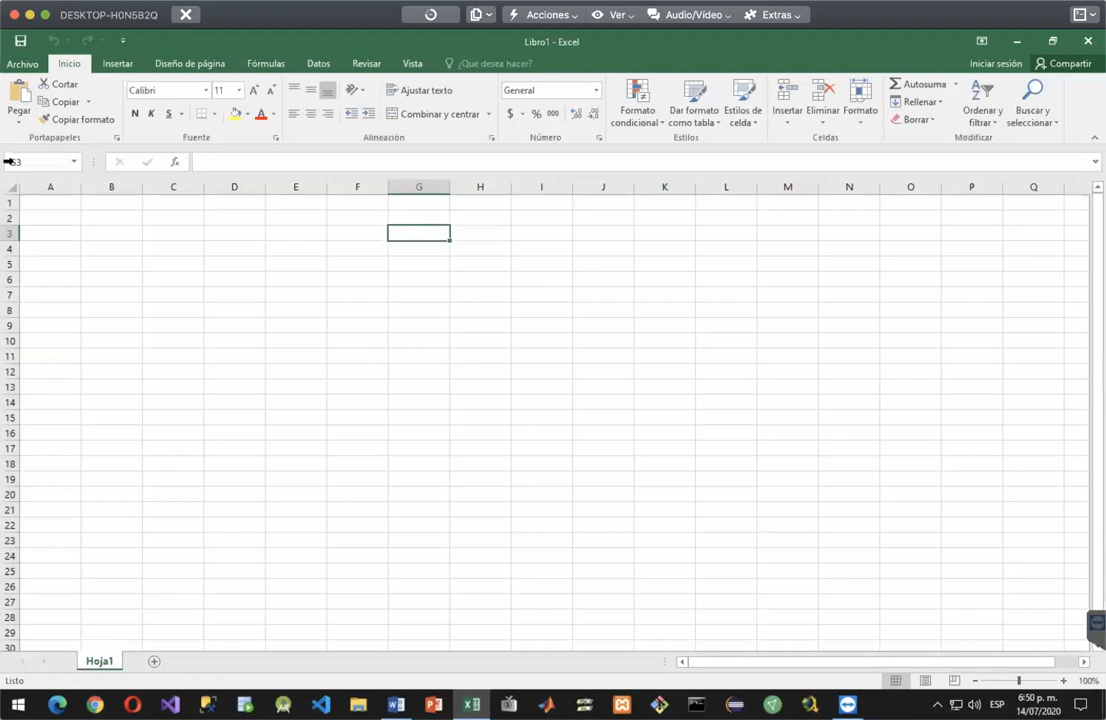 DESKTOP-H0N5B2Q Acciones Ver Audio/Vídeo Extras
Libro1 - Excel
Archivo Inicio Insertar Diseño de página Fórmulas Datos Revisar Vista ¿Qué desea hacer? Iniciar sesión Compartir
Pegar Cortar Copiar Copiar formato
Calibri 11
N K S
Ajustar texto
Combinar y centrar
General
$ % 000
Formato condicional
Dar formato como tabla
Estilos de celda
Insertar Eliminar Formato
Autosuma
Rellenar
Borrar
Ordenar y filtrar
Buscar y seleccionar
Portapapeles Fuente Alineación Número Estilos Celdas Modificar
G3 fx
A B C D E F G H I J K L M N O P Q
1
2
3
4
5
6
7
8
9
10
11
12
13
14
15
16
17
18
19
20
21
22
23
24
25
26
27
28
29
30
Hoja1
Listo 100%
ESP 6:50 p. m.
14/07/2020